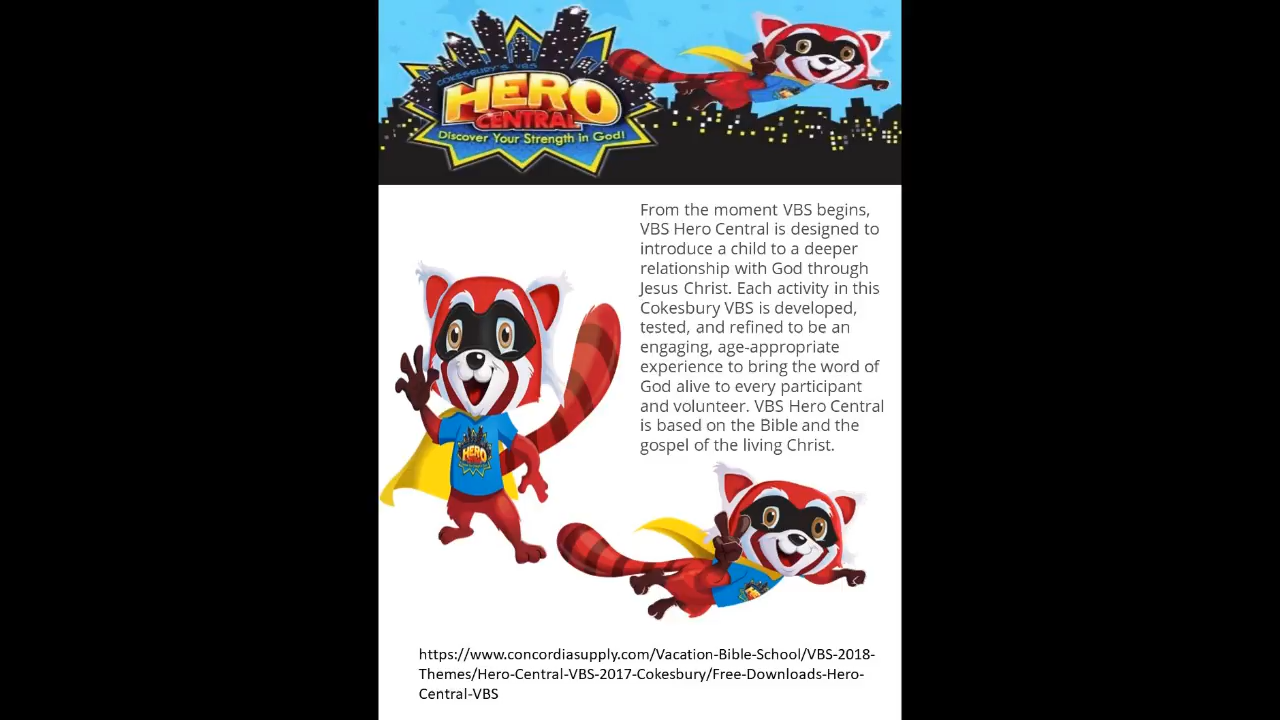 COKESBURY'S VBS
HERO
CENTRAL
Discover Your Strength in God!
From the moment VBS begins,
VBS Hero Central is designed to
introduce a child to a deeper
relationship with God through
Jesus Christ. Each activity in this
Cokesbury VBS is developed,
tested, and refined to be an
engaging, age-appropriate
experience to bring the word of
God alive to every participant
and volunteer. VBS Hero Central
is based on the Bible and the
gospel of the living Christ.
HERO
https://www.concordiasupply.com/Vacation-Bible-School/VBS-2018-
Themes/Hero-Central-VBS-2017-Cokesbury/Free-Downloads-Hero-
Central-VBS